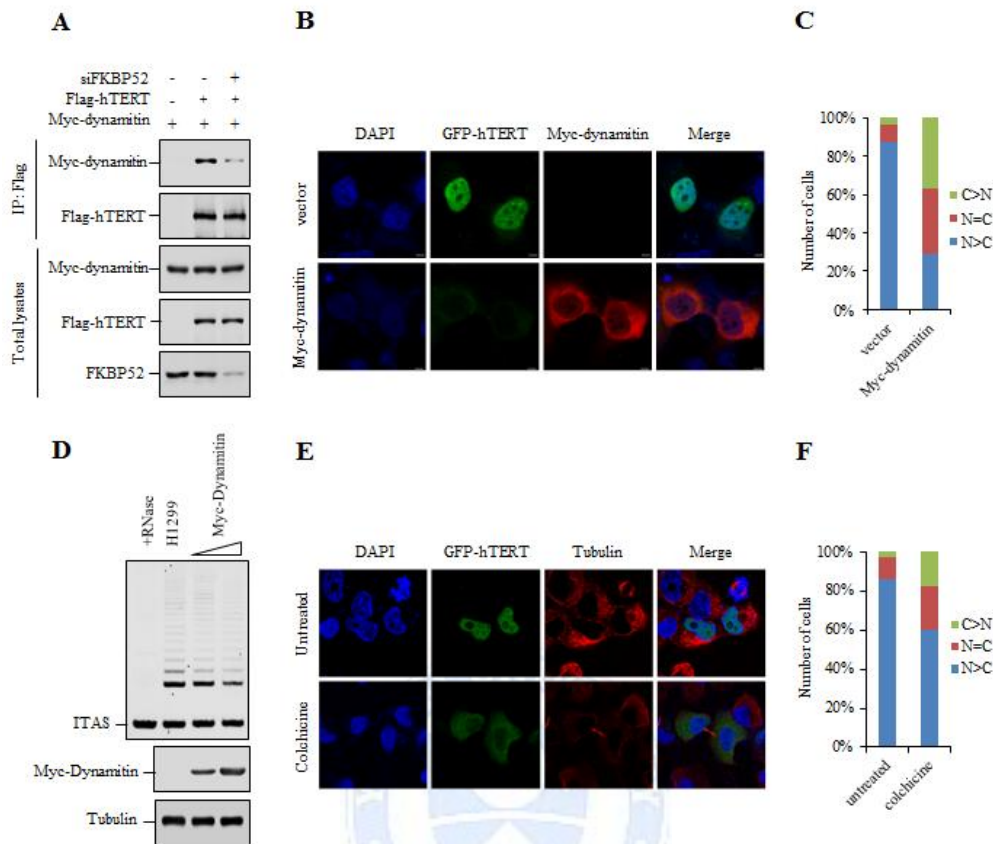 A
siFKBP52 - - +
Flag-hTERT - + +
Myc-dynamitin + + +
IP: Flag
Myc-dynamitin
Flag-hTERT
Total lysates
Myc-dynamitin
Flag-hTERT
FKBP52
B
DAPI GFP-hTERT Myc-dynamitin Merge
vector
Myc-dynamitin
C
Number of cells
100%
80%
60%
40%
20%
0%
C>N
N=C
N>C
vector
Myc-dynamitin
D
+RNase
H1299
Myc-Dynamitin
ITAS
Myc-Dynamitin
Tubulin
E
DAPI GFP-hTERT Tubulin Merge
Untreated
Colchicine
F
Number of cells
100%
80%
60%
40%
20%
0%
C>N
N=C
N>C
untreated
colchicine